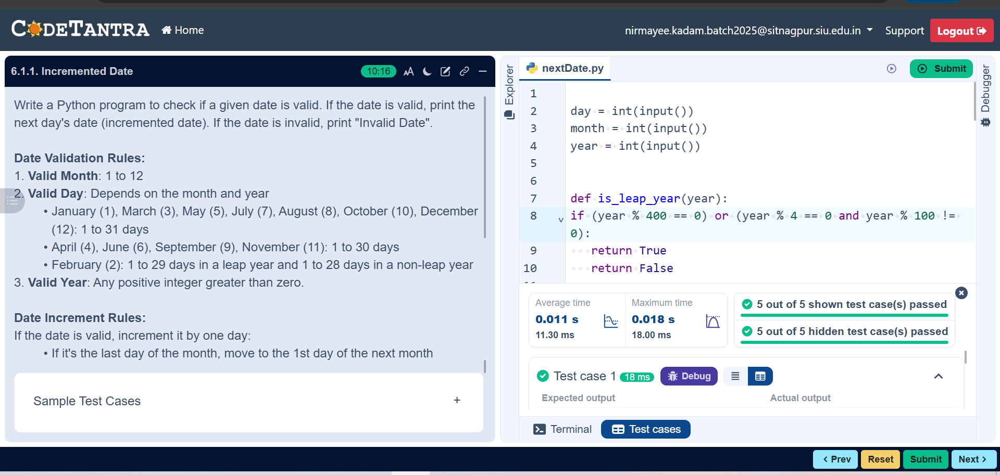 CODETANTRA
Home
nirmayee.kadam.batch2025@sitnagpur.siu.edu.in
Support
Logout
6.1.1. Incremented Date
10:16
AA
Write a Python program to check if a given date is valid. If the date is valid, print the
next day's date (incremented date). If the date is invalid, print "Invalid Date".
Date Validation Rules:
1. Valid Month: 1 to 12
2. Valid Day: Depends on the month and year
• January (1), March (3), May (5), July (7), August (8), October (10), December
(12): 1 to 31 days
• April (4), June (6), September (9), November (11): 1 to 30 days
• February (2): 1 to 29 days in a leap year and 1 to 28 days in a non-leap year
3. Valid Year: Any positive integer greater than zero.
Date Increment Rules:
If the date is valid, increment it by one day:
• If it's the last day of the month, move to the 1st day of the next month
Sample Test Cases
+
Explorer
nextDate.py
Submit
Debugger
1
2 day = int(input())
3 month = int(input())
4 year = int(input())
5
6
7 def is_leap_year(year):
8 if (year % 400 == 0) or (year % 4 == 0 and year % 100 !=
0):
9 return True
10 return False
Average time
0.011 s
11.30 ms
Maximum time
0.018 s
18.00 ms
5 out of 5 shown test case(s) passed
5 out of 5 hidden test case(s) passed
Test case 1
18 ms
Debug
Expected output
Actual output
Terminal
Test cases
Prev
Reset
Submit
Next